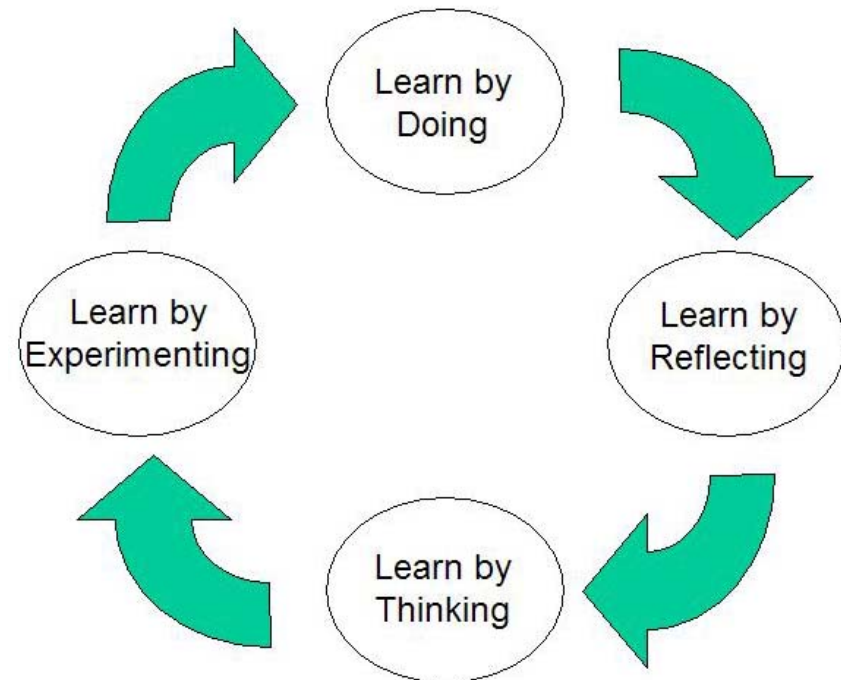 Learn by
Doing
Learn by
Reflecting
Learn by
Thinking
Learn by
Experimenting